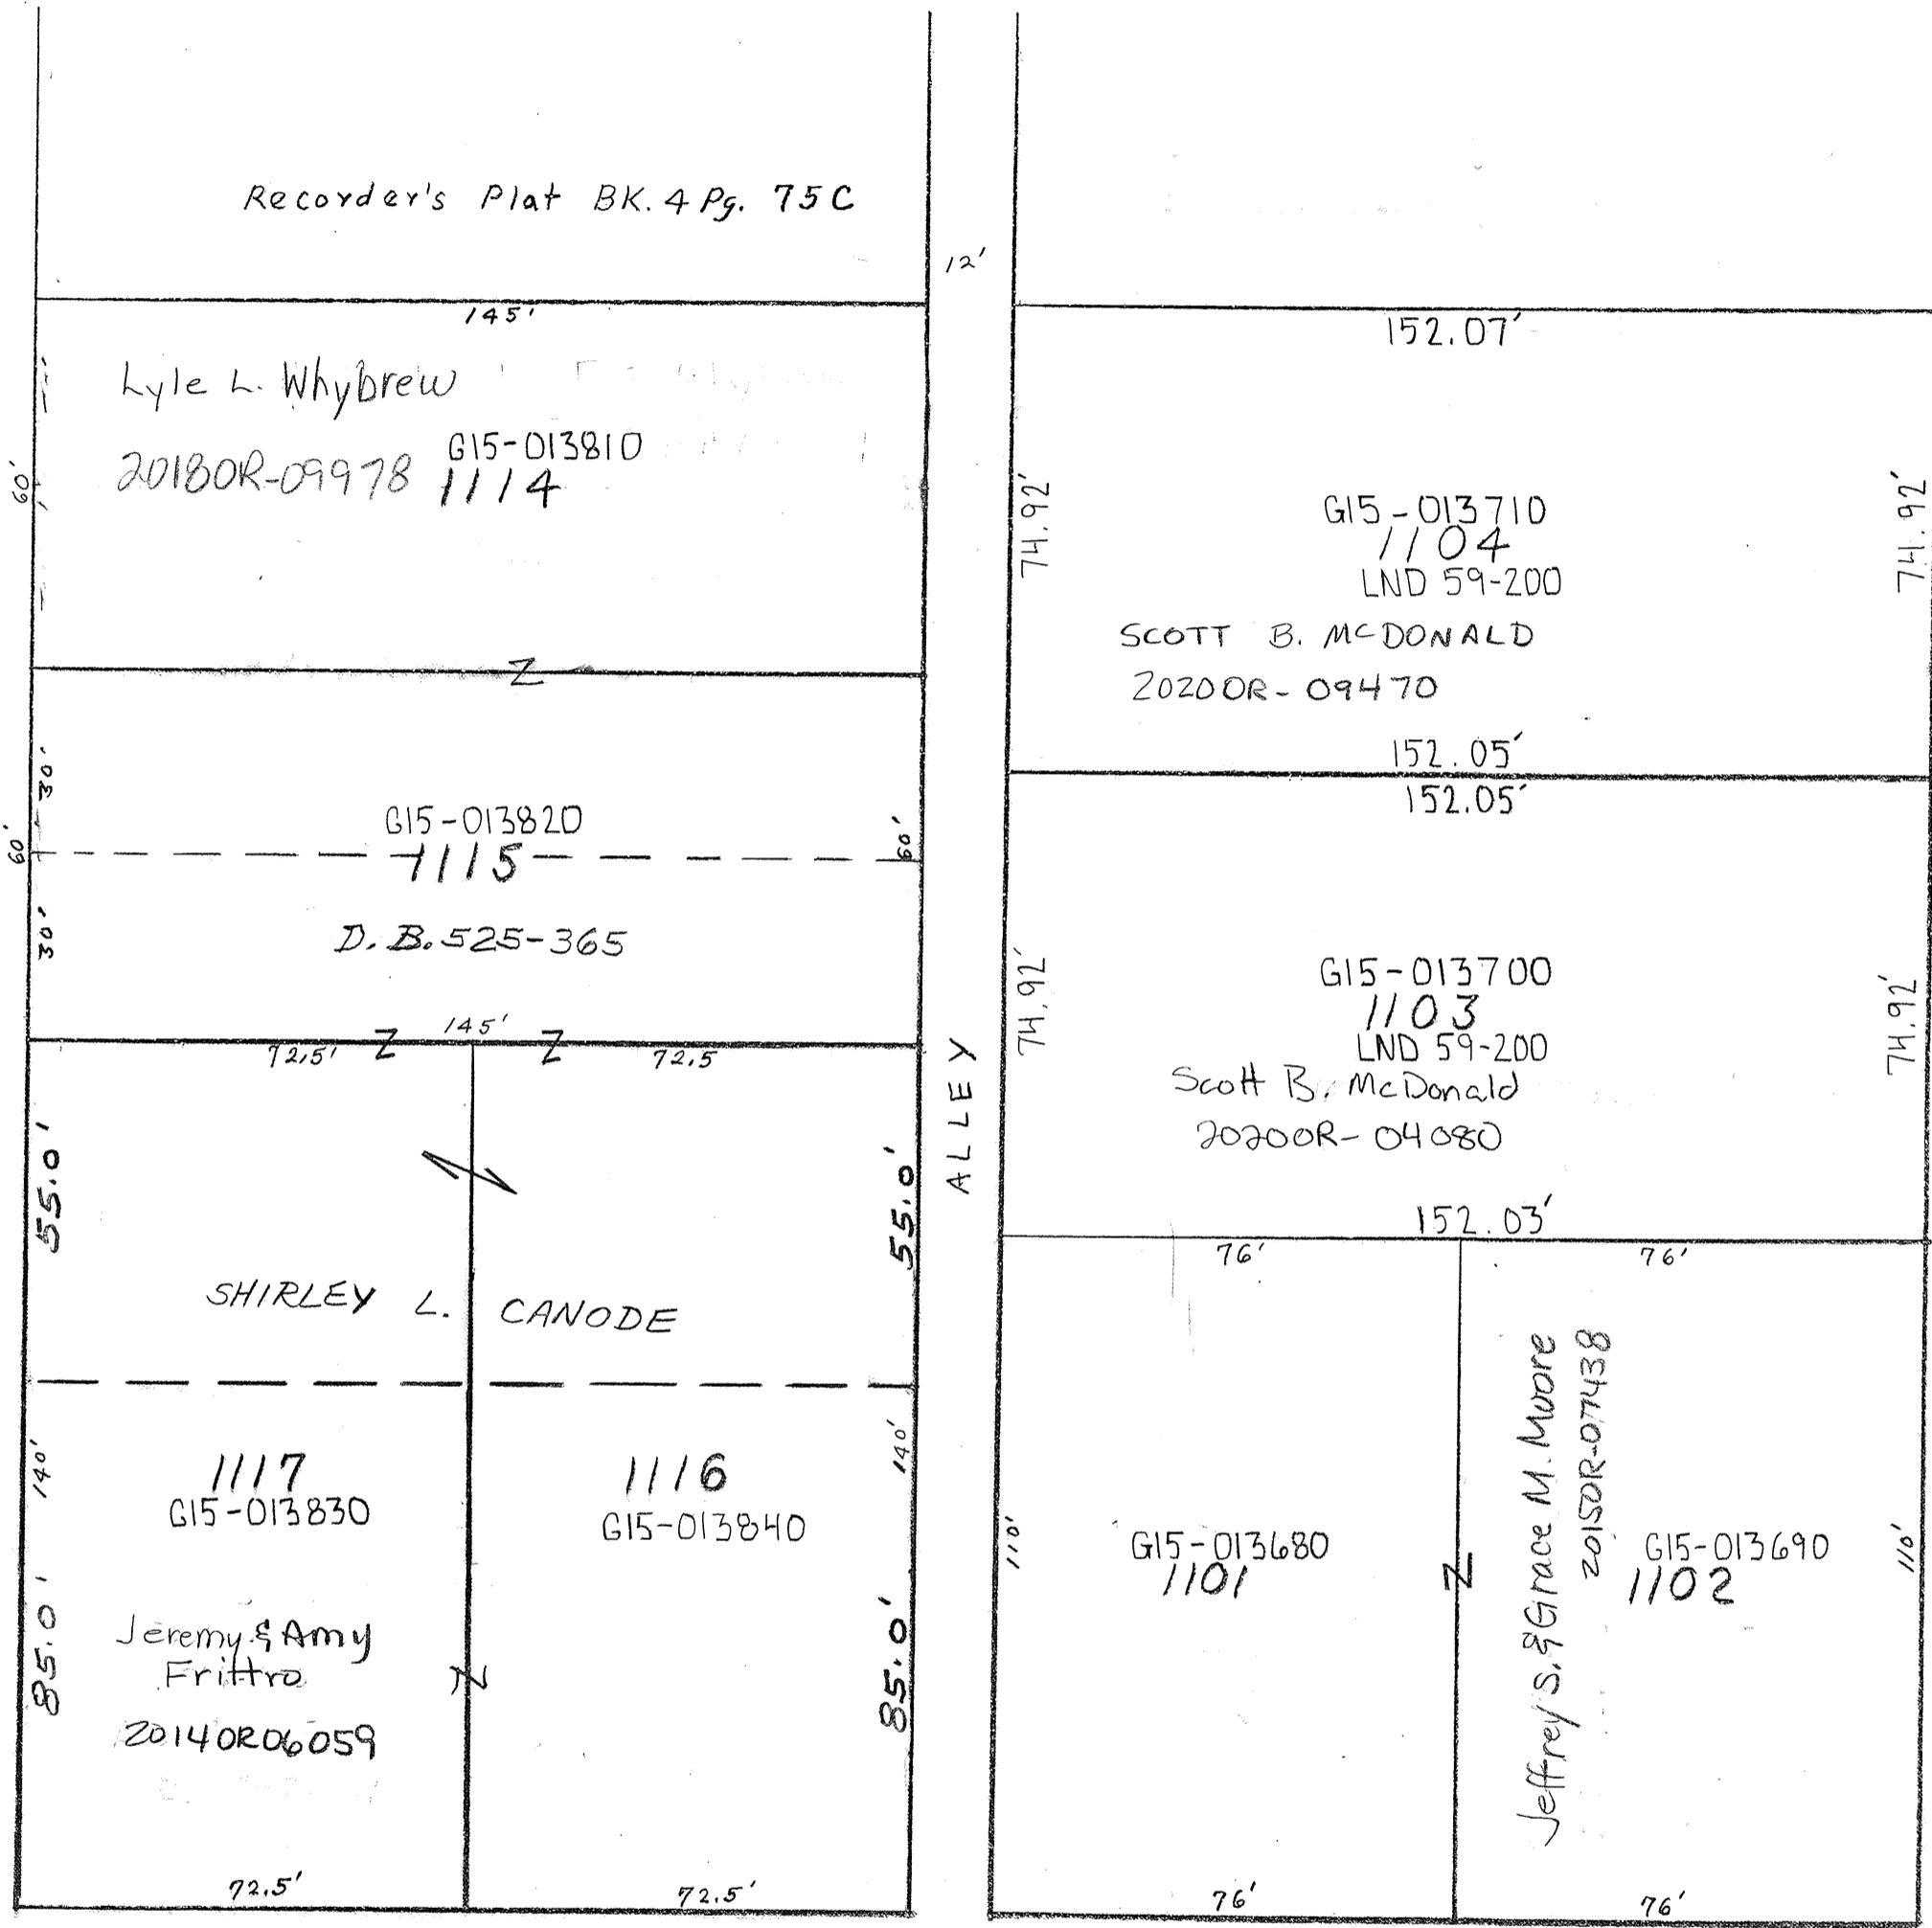 Recorder's Plat BK. 4 Pg. 75C
12'
145'
Lyle L. Whybrew
G15-013810
2018OR-09978 1114
60'
30'
60'
G15-013820
1115
60'
30'
D.B. 525-365
145'
72.5' Z Z 72.5
55.0'
55.0'
SHIRLEY L. CANODE
140'
140'
1117
G15-013830
1116
G15-013840
85.0'
85.0'
Jeremy & Amy
Frittro
2014OR06059
72.5'
72.5'
ALLEY
152.07'
74.92'
74.92'
G15-013710
1104
LND 59-200
SCOTT B. MCDONALD
2020OR-09470
152.05'
152.05'
74.92'
74.92'
G15-013700
1103
LND 59-200
Scott B. McDonald
2020OR-04080
152.03'
76'
76'
110'
G15-013680
1101
Z
Jeffrey S. & Grace M. Moore
2015OR-07438
G15-013690
1102
110'
76'
76'
Z
Z